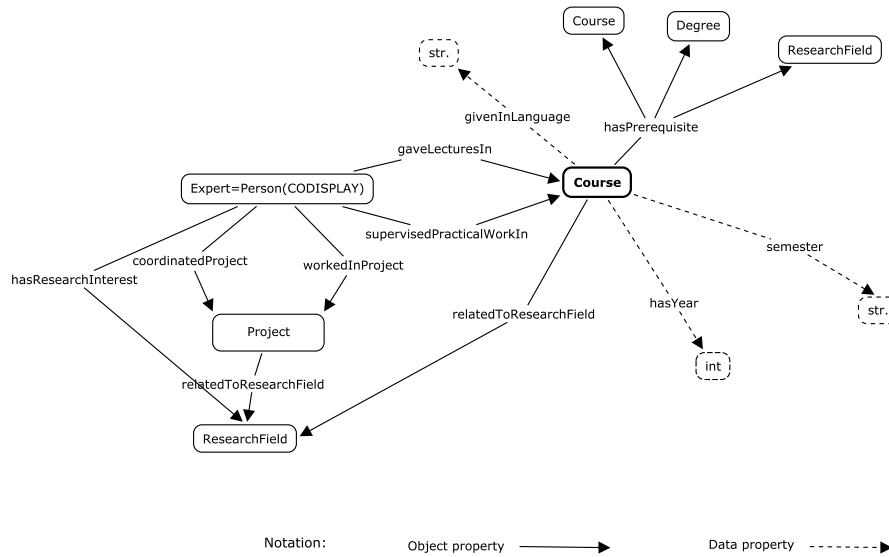 Course
Degree
ResearchField
str.
givenInLanguage
hasPrerequisite
gaveLecturesIn
Expert=Person(CODISPLAY)
Course
supervisedPracticalWorkIn
semester
coordinatedProject
workedInProject
hasResearchInterest
hasYear
str.
relatedToResearchField
Project
int
relatedToResearchField
ResearchField
Notation:
Object property
Data property